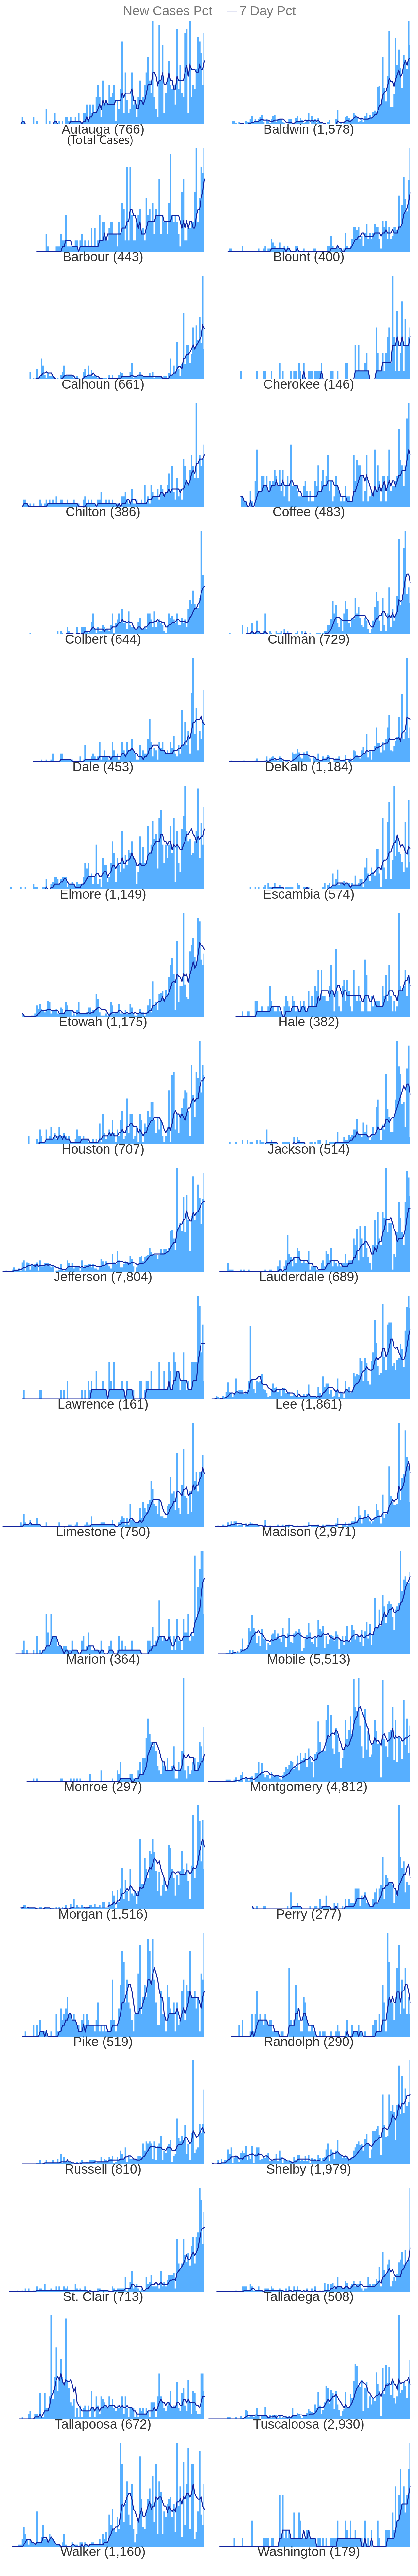 New Cases Pct 7 Day Pct
Autauga (766) Baldwin (1,578)
(Total Cases)
Barbour (443) Blount (400)
Calhoun (661) Cherokee (146)
Chilton (386) Coffee (483)
Colbert (644) Cullman (729)
Dale (453) DeKalb (1,184)
Elmore (1,149) Escambia (574)
Etowah (1,175) Hale (382)
Houston (707) Jackson (514)
Jefferson (7,804) Lauderdale (689)
Lawrence (161) Lee (1,861)
Limestone (750) Madison (2,971)
Marion (364) Mobile (5,513)
Monroe (297) Montgomery (4,812)
Morgan (1,516) Perry (277)
Pike (519) Randolph (290)
Russell (810) Shelby (1,979)
St. Clair (713) Talladega (508)
Tallapoosa (672) Tuscaloosa (2,930)
Walker (1,160) Washington (179)